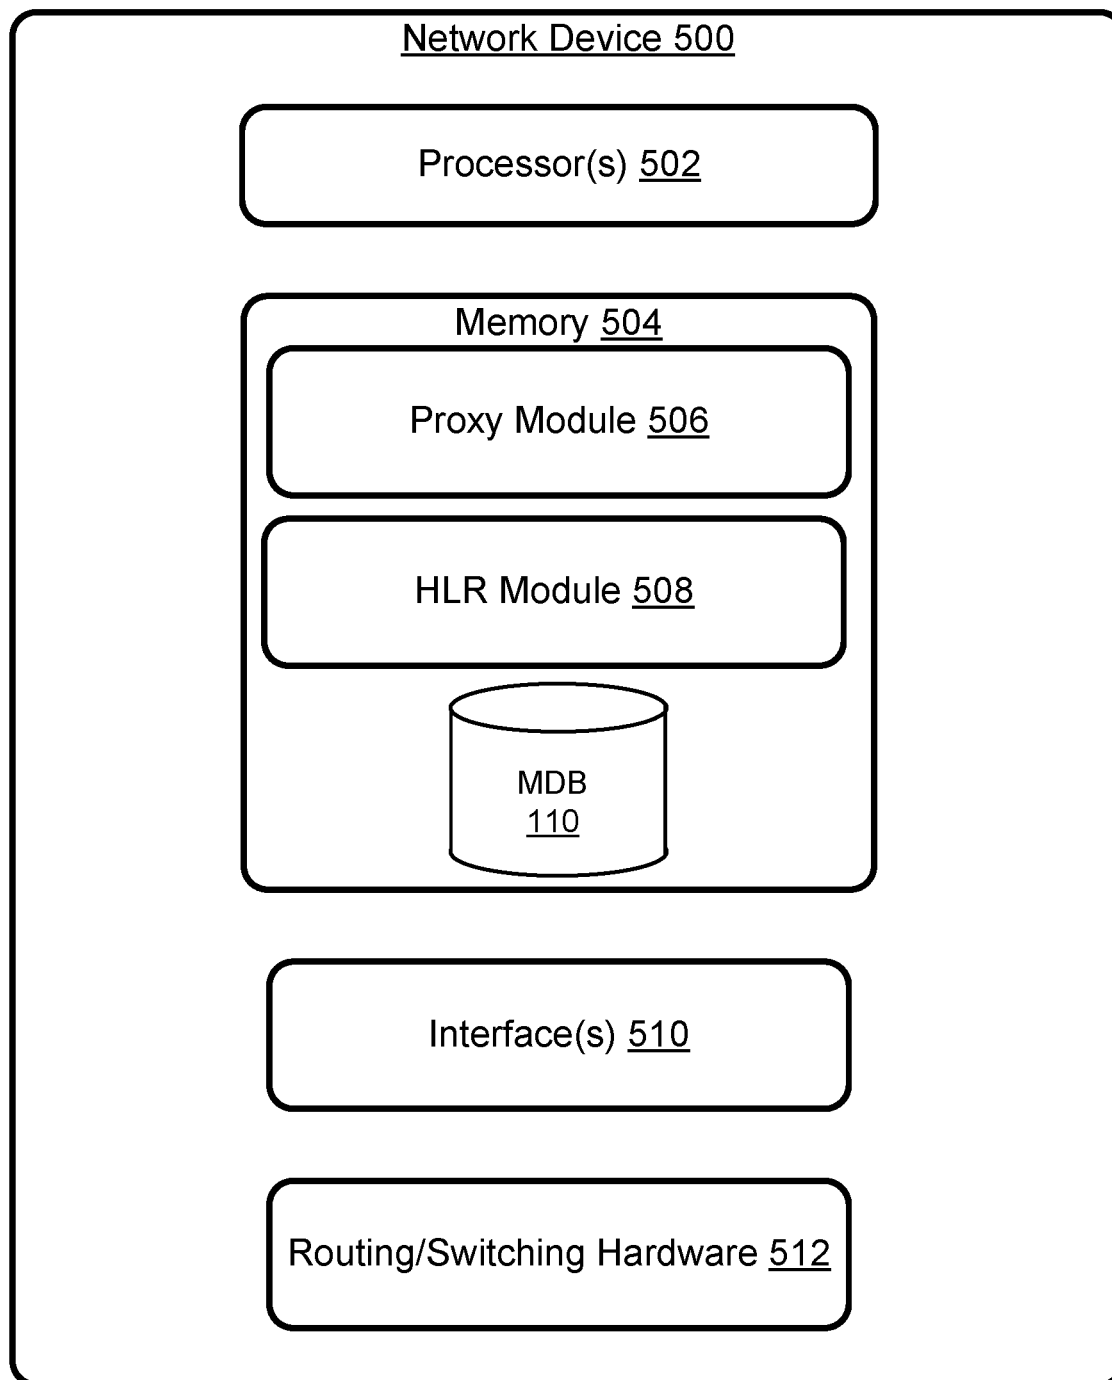 Network Device 500
Processor(s) 502
Memory 504
Proxy Module 506
HLR Module 508
MDB
110
Interface(s) 510
Routing/Switching Hardware 512